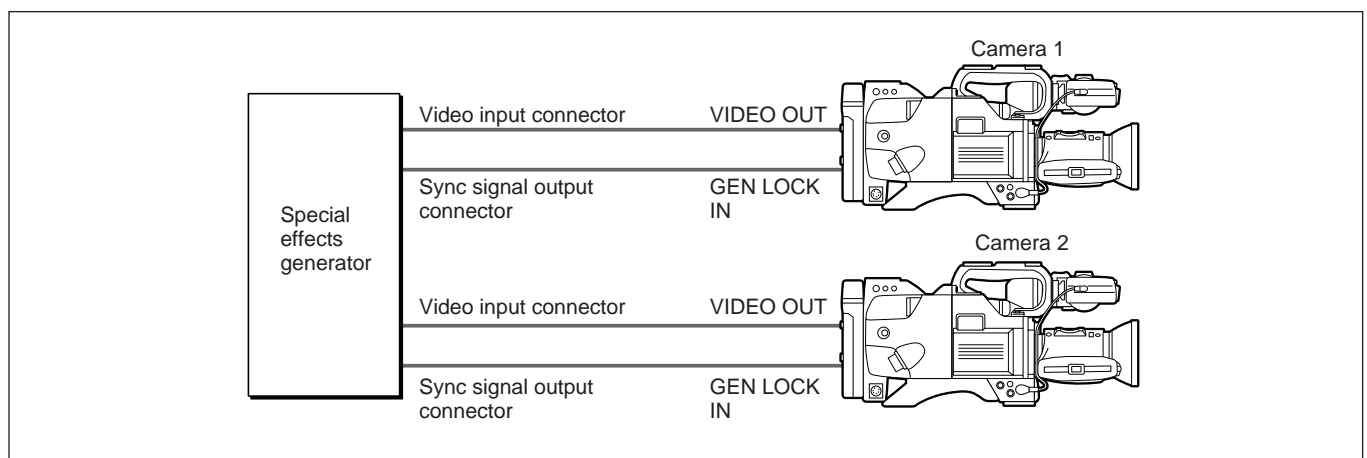 Camera 1
Video input connector
VIDEO OUT
Sync signal output
connector
GEN LOCK
IN
Special
effects
generator
Camera 2
Video input connector
VIDEO OUT
Sync signal output
connector
GEN LOCK
IN